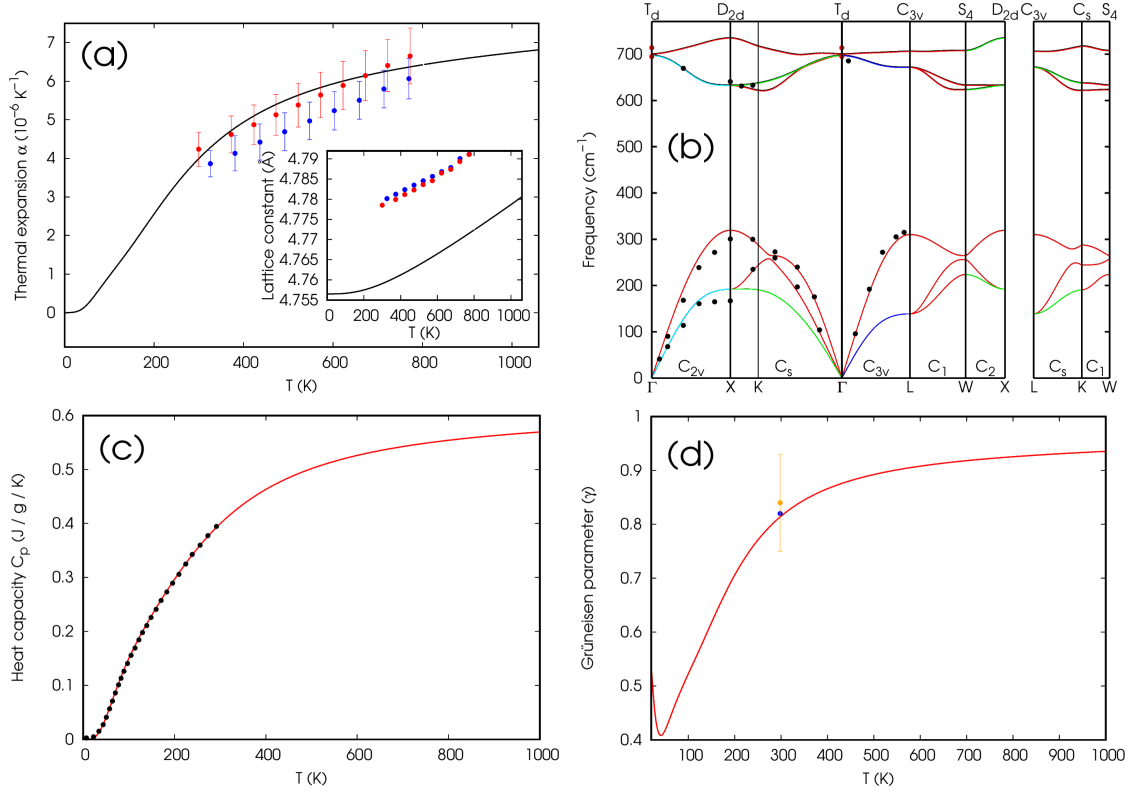 (a)
Thermal expansion α (10⁻⁶ K⁻¹)
7
6
5
4
3
2
1
0
0 200 400 600 800 1000
T (K)
Lattice constant (Å)
4.79
4.785
4.78
4.775
4.77
4.765
4.76
4.755
0 200 400 600 800 1000
T (K)
T_d D_2d T_d C_3v S_4 D_2d C_3v C_s S_4
(b)
Frequency (cm⁻¹)
700
600
500
400
300
200
100
0
C_2v C_s C_3v C_1 C_2 C_s C_1
Γ X K Γ L W X L K W
(c)
Heat capacity C_p (J / g / K)
0.6
0.5
0.4
0.3
0.2
0.1
0
0 200 400 600 800 1000
T (K)
(d)
Grüneisen parameter (γ)
1
0.9
0.8
0.7
0.6
0.5
0.4
100 200 300 400 500 600 700 800 900 1000
T (K)